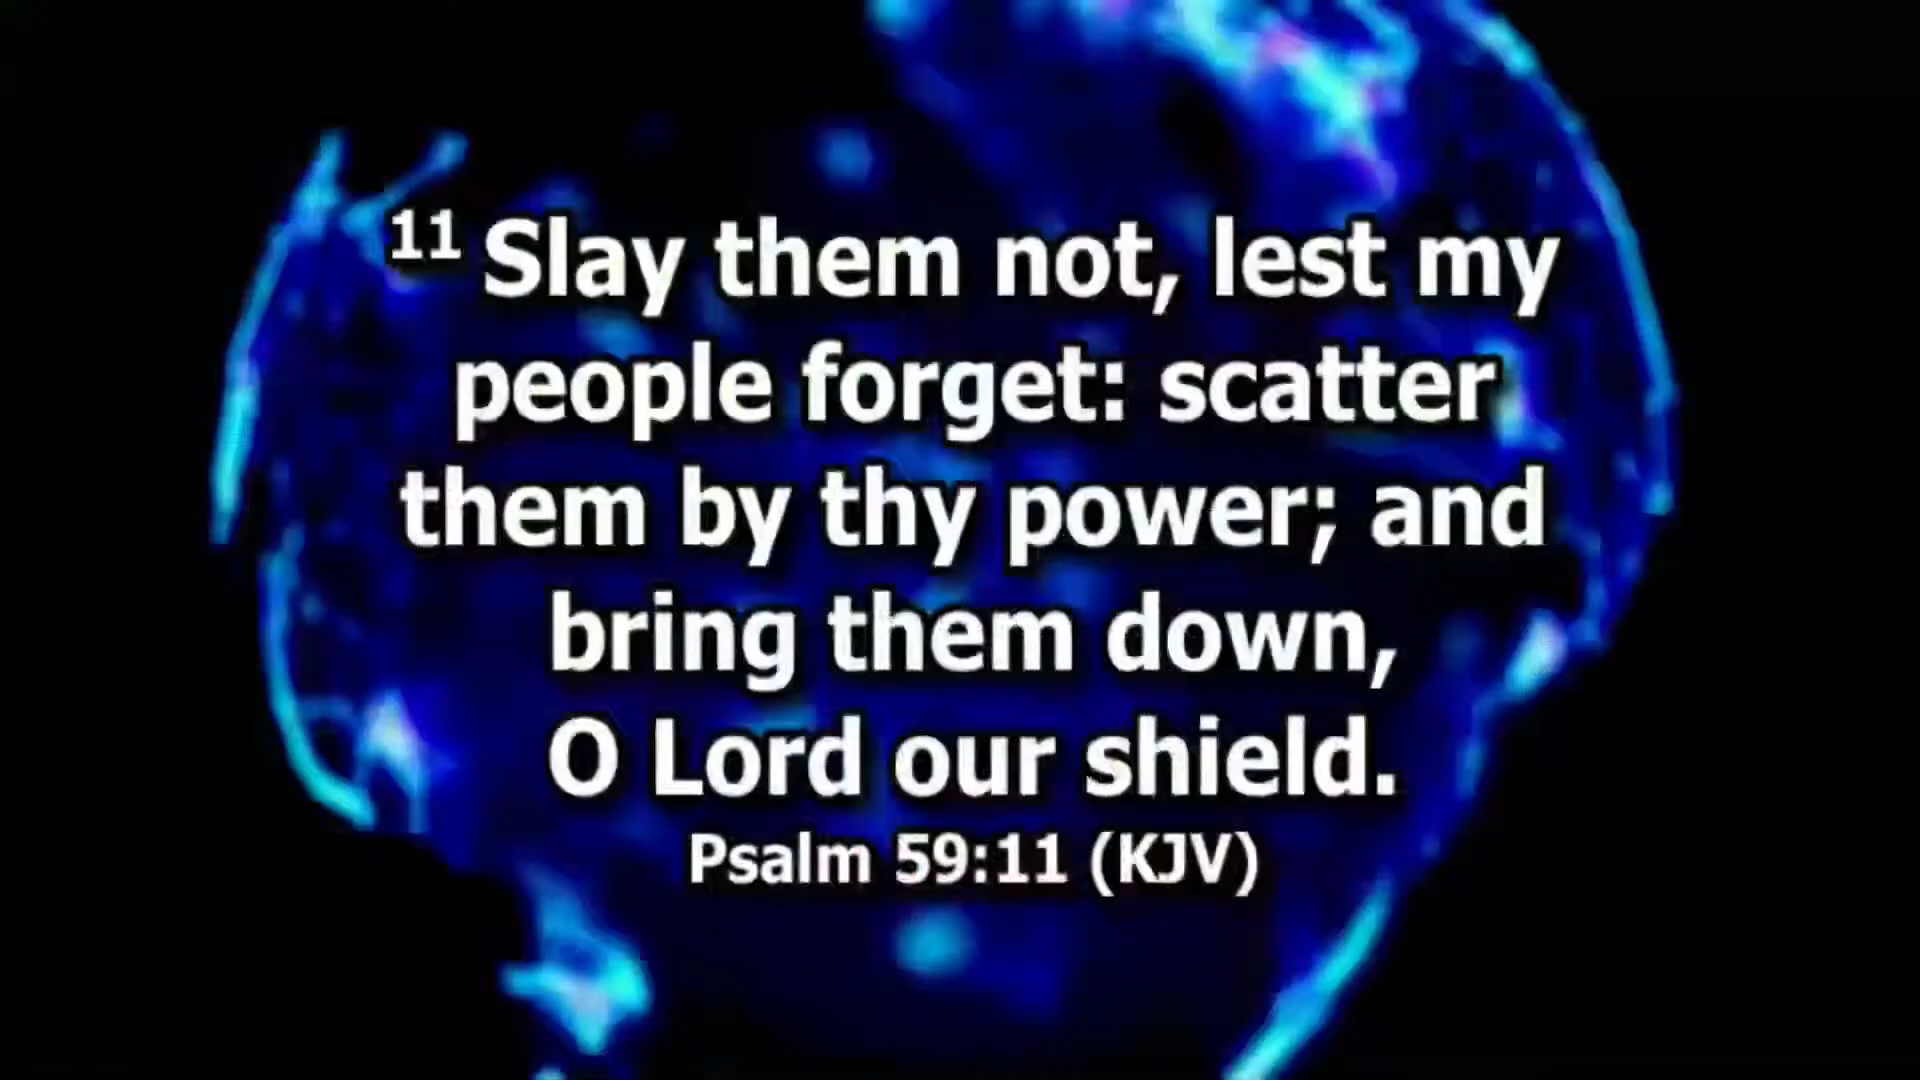 11 Slay them not, lest my
people forget: scatter
them by thy power; and
bring them down,
O Lord our shield.
Psalm 59:11 (KJV)